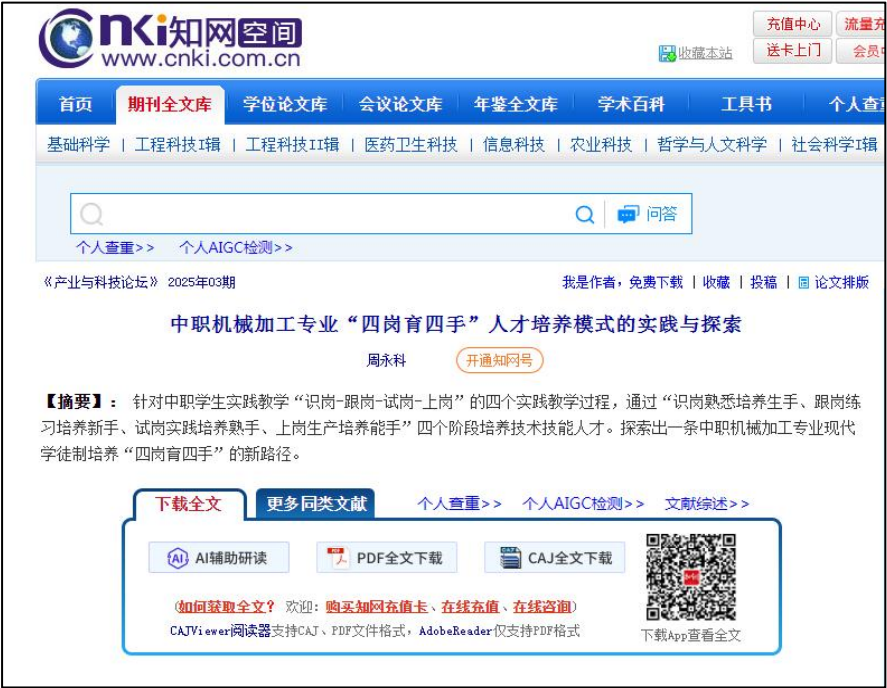 cnki知网空间
www.cnki.com.cn
收藏本站
充值中心
送卡上门
首页 期刊全文库 学位论文库 会议论文库 年鉴全文库 学术百科 工具书
基础科学 | 工程科技I辑 | 工程科技II辑 | 医药卫生科技 | 信息科技 | 农业科技 | 哲学与人文科学 | 社会科学I辑
问答
个人查重>> 个人AIGC检测>>
《产业与科技论坛》 2025年03期 我是作者，免费下载 | 收藏 | 投稿 | 论文排版
中职机械加工专业“四岗育四手”人才培养模式的实践与探索
周永科 开通知网号
【摘要】： 针对中职学生实践教学“识岗-跟岗-试岗-上岗”的四个实践教学过程，通过“识岗熟悉培养生手、跟岗练
习培养新手、试岗实践培养熟手、上岗生产培养能手”四个阶段培养技术技能人才。探索出一条中职机械加工专业现代
学徒制培养“四岗育四手”的新路径。
下载全文 更多同类文献 个人查重>> 个人AIGC检测>> 文献综述>>
AI辅助研读 PDF全文下载 CAJ全文下载
(如何获取全文？ 欢迎：购买知网充值卡、在线充值、在线咨询)
CAJViewer阅读器支持CAJ、PDF文件格式，AdobeReader仅支持PDF格式
下载App查看全文